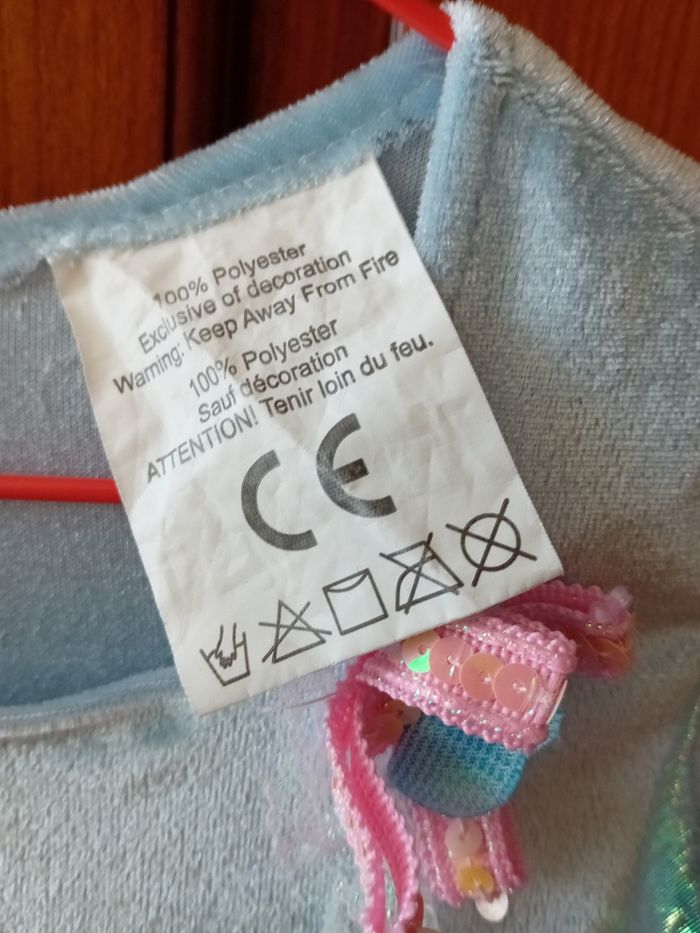 100% Polyester
Exclusive of decoration
Warning: Keep Away From Fire
100% Polyester
Sauf décoration
ATTENTION! Tenir loin du feu.
CE